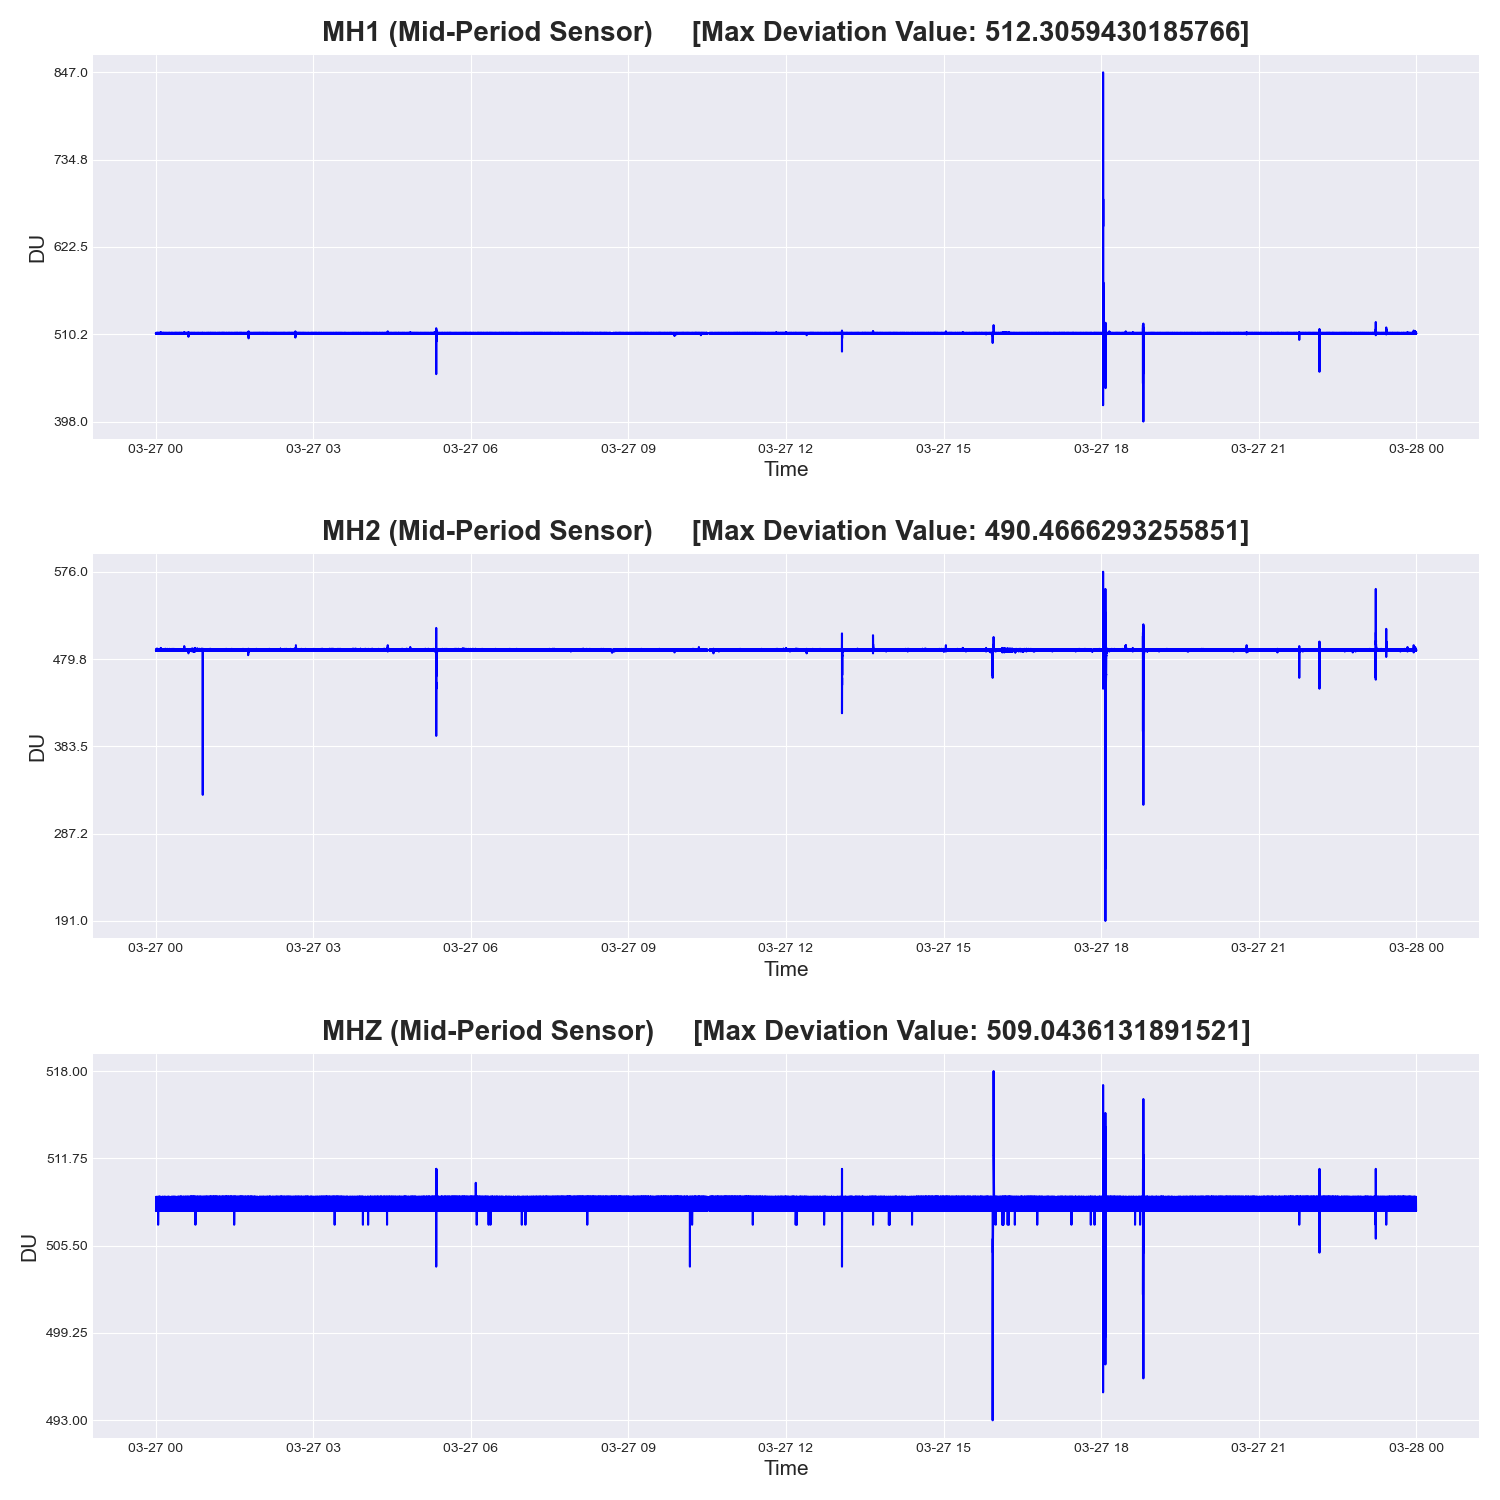 MH1 (Mid-Period Sensor) [Max Deviation Value: 512.3059430185766]
847.0
734.8
622.5
510.2
398.0
DU
03-27 00 03-27 03 03-27 06 03-27 09 03-27 12 03-27 15 03-27 18 03-27 21 03-28 00
Time
MH2 (Mid-Period Sensor) [Max Deviation Value: 490.4666293255851]
576.0
479.8
383.5
287.2
191.0
DU
03-27 00 03-27 03 03-27 06 03-27 09 03-27 12 03-27 15 03-27 18 03-27 21 03-28 00
Time
MHZ (Mid-Period Sensor) [Max Deviation Value: 509.0436131891521]
518.00
511.75
505.50
499.25
493.00
DU
03-27 00 03-27 03 03-27 06 03-27 09 03-27 12 03-27 15 03-27 18 03-27 21 03-28 00
Time